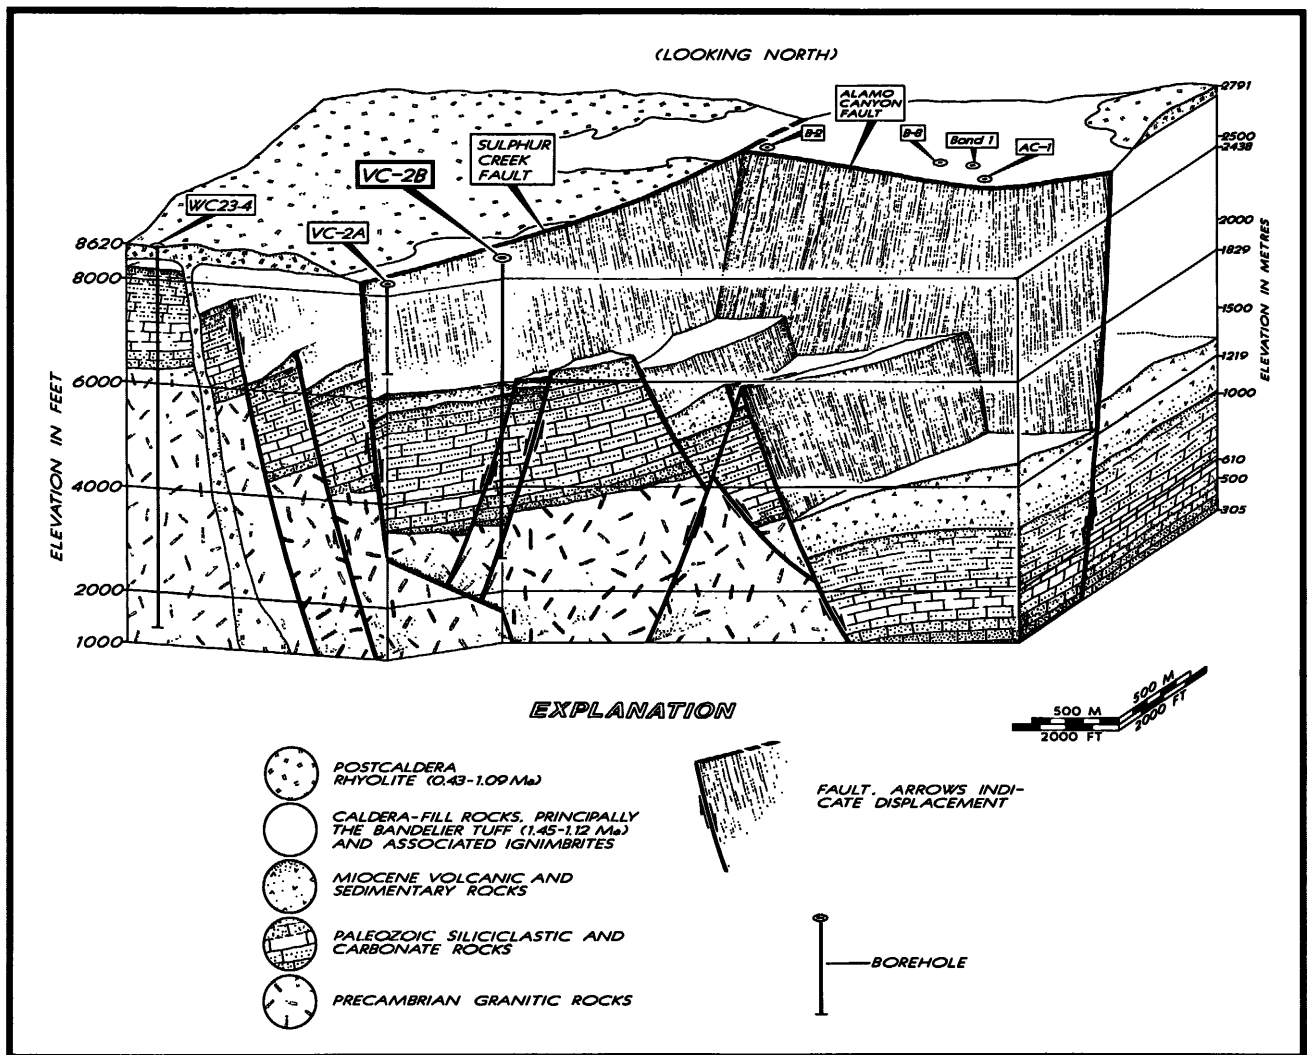 (LOOKING NORTH)
ALAMO
CANYON
FAULT
B-2
B-8
Bond 1
AC-1
SULPHUR
CREEK
FAULT
VC-2B
WC23-4
VC-2A
8620
8000
6000
4000
2000
1000
ELEVATION IN FEET
2791
2500
2438
2000
1829
1500
1219
1000
610
500
305
ELEVATION IN METRES
500 M
2000 FT
500 M
2000 FT
EXPLANATION
POSTCALDERA
RHYOLITE (0.43-1.09 Ma)
CALDERA-FILL ROCKS, PRINCIPALLY
THE BANDELIER TUFF (1.45-1.12 Ma)
AND ASSOCIATED IGNIMBRITES
MIOCENE VOLCANIC AND
SEDIMENTARY ROCKS
PALEOZOIC SILICICLASTIC AND
CARBONATE ROCKS
PRECAMBRIAN GRANITIC ROCKS
FAULT. ARROWS INDI-
CATE DISPLACEMENT
BOREHOLE